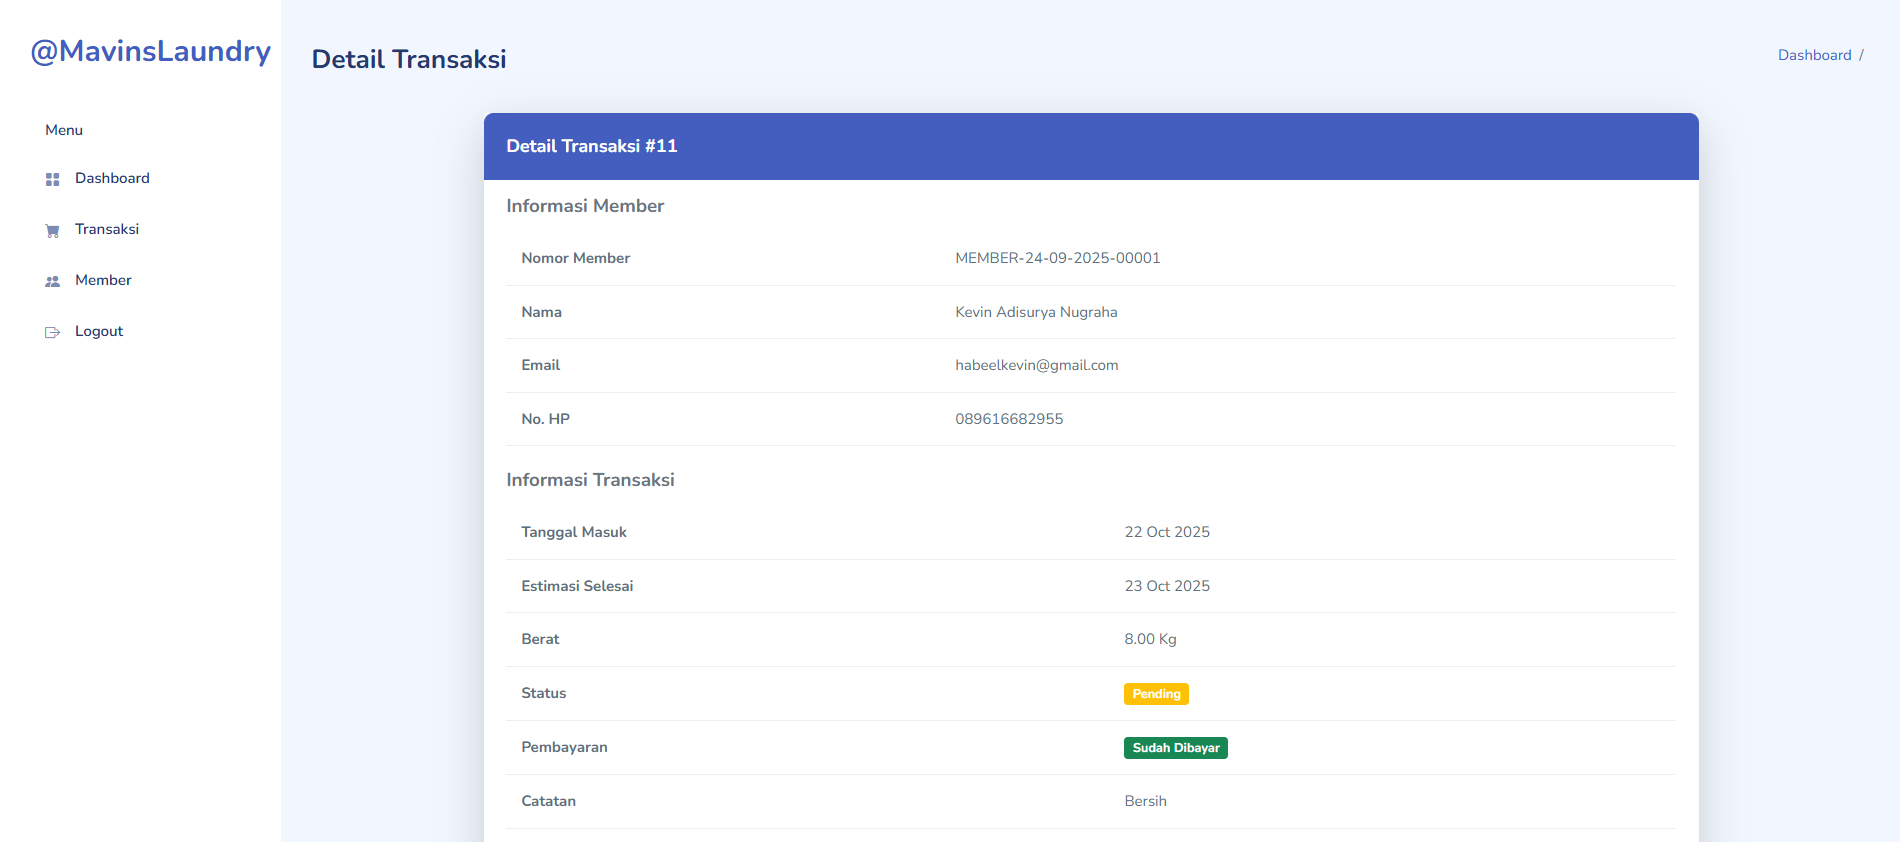 @MavinsLaundry
Menu
Dashboard
Transaksi
Member
Logout
Detail Transaksi
Dashboard /
Detail Transaksi #11
Informasi Member
Nomor Member MEMBER-24-09-2025-00001
Nama Kevin Adisurya Nugraha
Email habeelkevin@gmail.com
No. HP 089616682955
Informasi Transaksi
Tanggal Masuk 22 Oct 2025
Estimasi Selesai 23 Oct 2025
Berat 8.00 Kg
Status Pending
Pembayaran Sudah Dibayar
Catatan Bersih